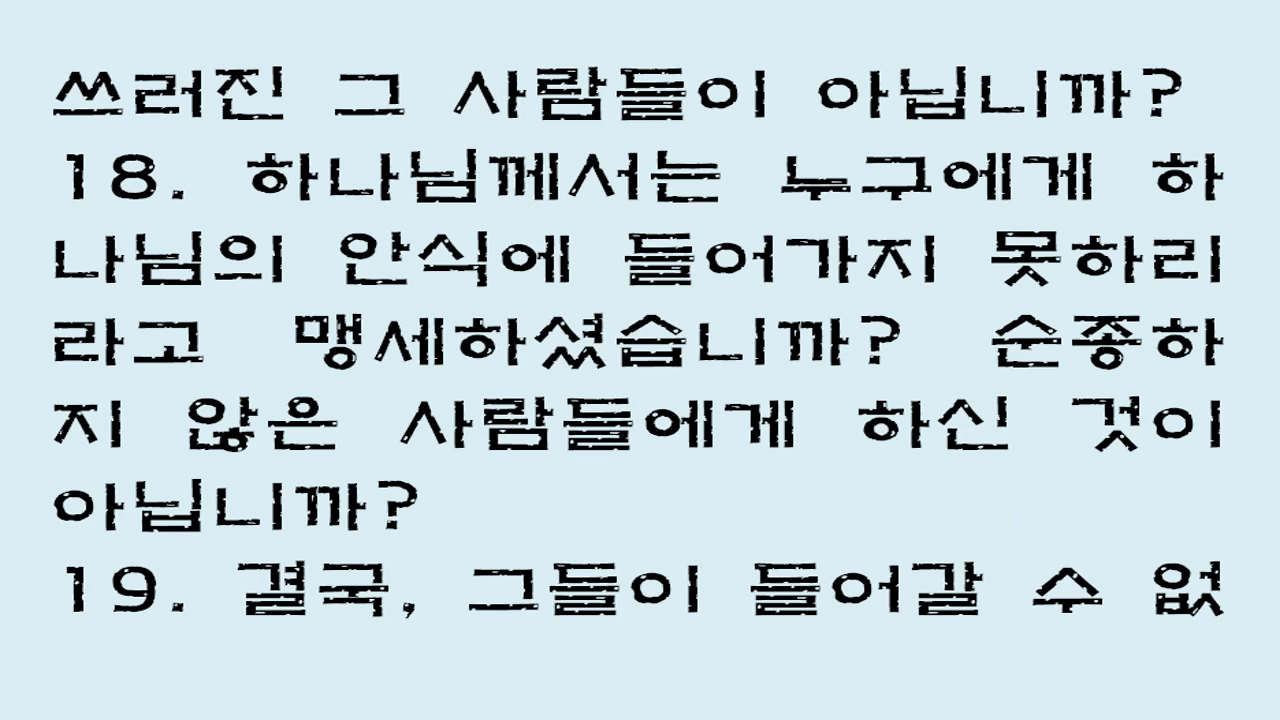 쓰러진 그 사람들이 아닙니까?
18. 하나님께서는 누구에게 하
나님의 안식에 들어가지 못하리
라고 맹세하셨습니까? 순종하
지 않은 사람들에게 하신 것이
아닙니까?
19. 결국, 그들이 들어갈 수 없